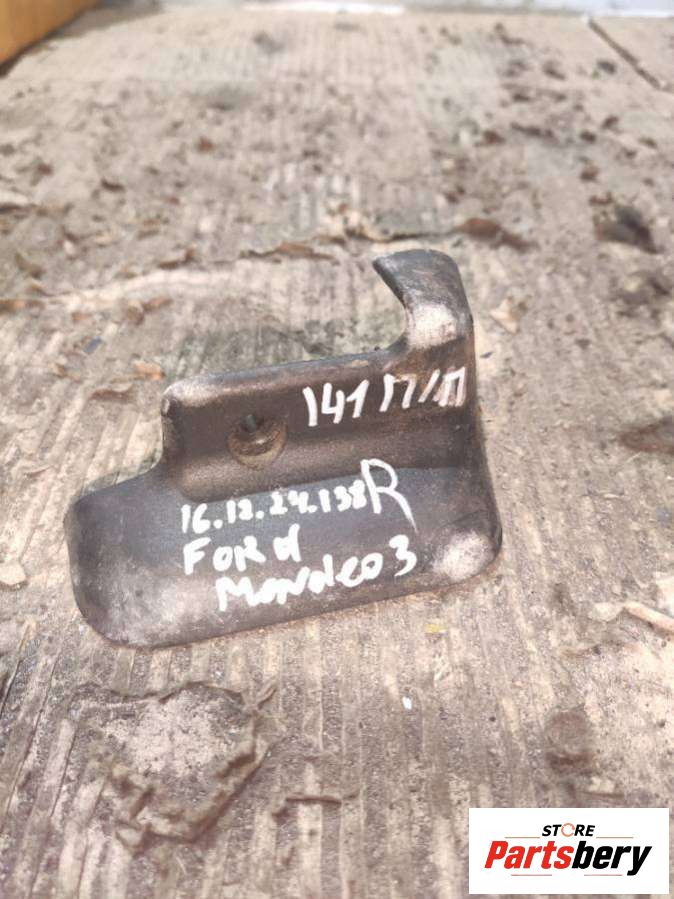 141 П/П
16.12.24.138R
Ford
Mondeo 3
STORE
Partsbery